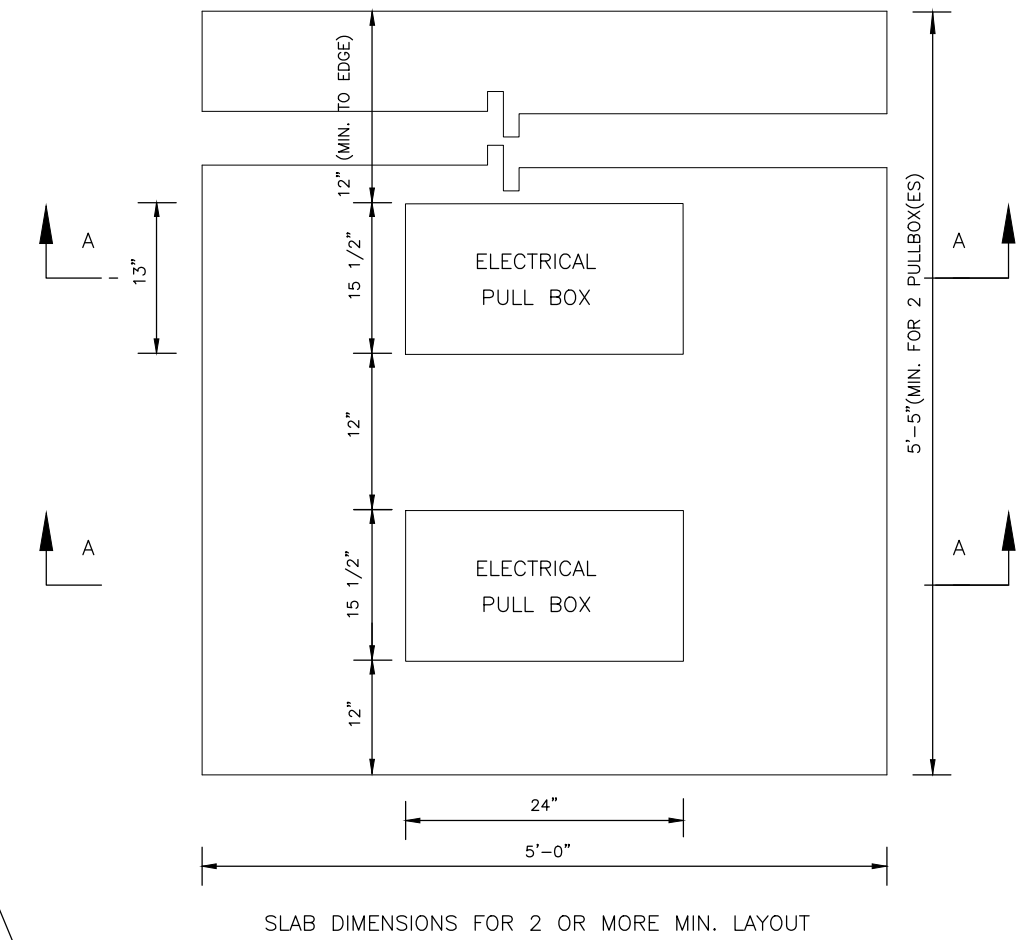 12" (MIN. TO EDGE)
5'-5"(MIN. FOR 2 PULLBOX(ES)
A
A
13"
15 1/2"
ELECTRICAL
PULL BOX
12"
A
A
15 1/2"
ELECTRICAL
PULL BOX
12"
24"
5'-0"
SLAB DIMENSIONS FOR 2 OR MORE MIN. LAYOUT